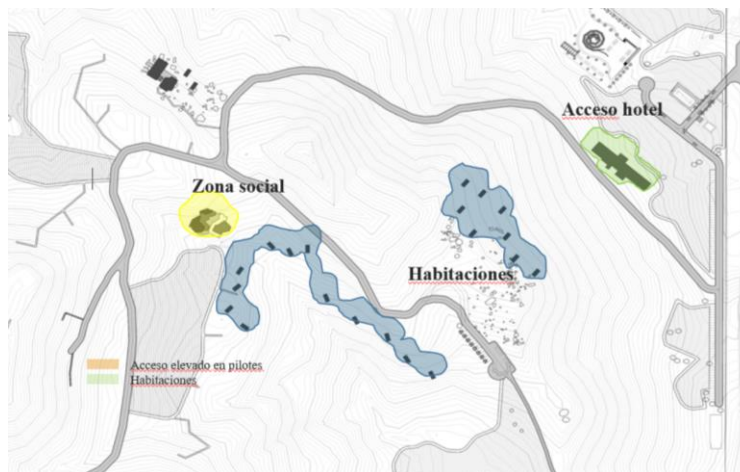 Acceso hotel
Zona social
Habitaciones
Acceso elevado en pilotes
Habitaciones